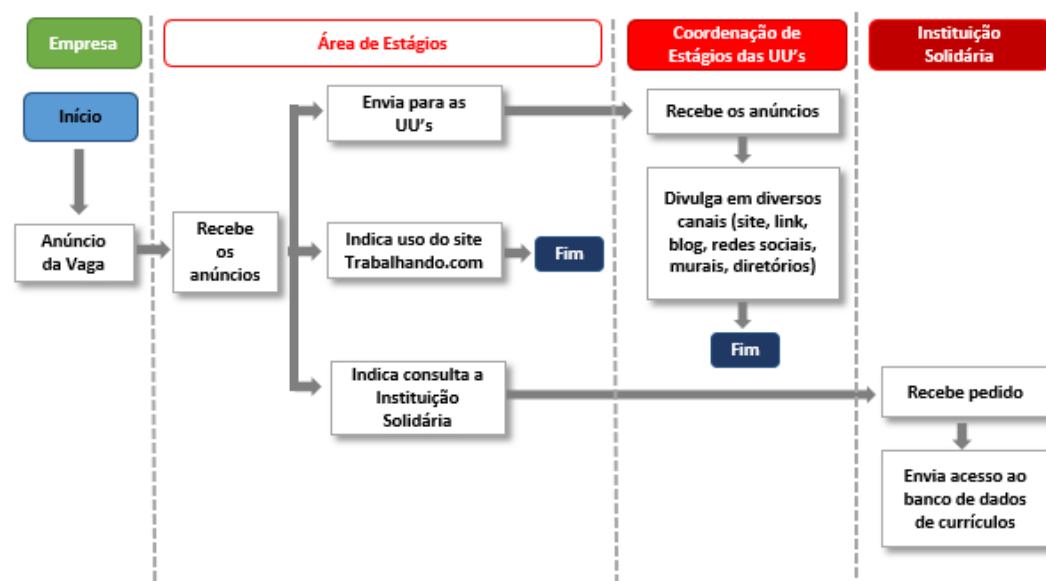 Empresa
Área de Estágios
Coordenação de
Estágios das UU's
Instituição
Solidária
Início
Envia para as
UU's
Recebe os anúncios
Anúncio
da Vaga
Recebe
os
anúncios
Indica uso do site
Trabalhando.com
Fim
Divulga em diversos
canais (site, link,
blog, redes sociais,
murais, diretórios)
Fim
Indica consulta a
Instituição
Solidária
Recebe pedido
Envia acesso ao
banco de dados
de currículos